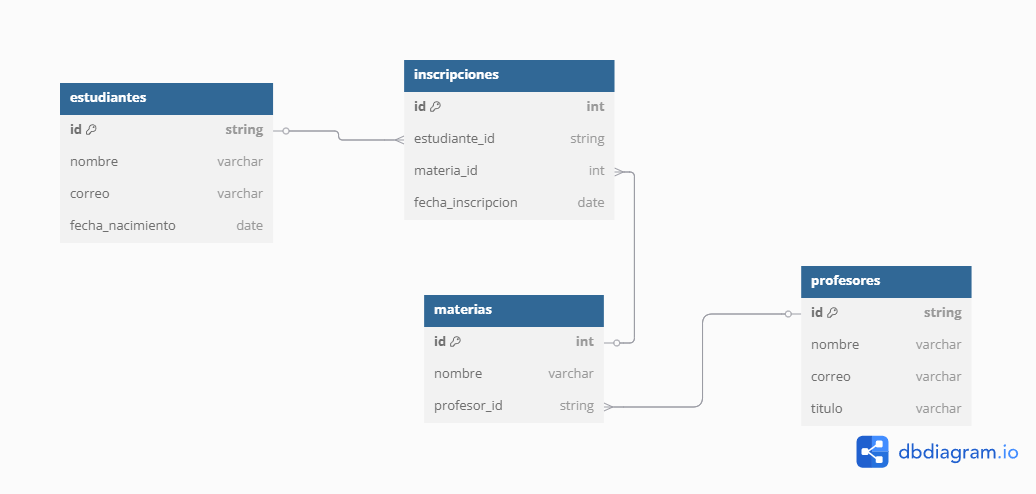 estudiantes
id string
nombre varchar
correo varchar
fecha_nacimiento date
inscripciones
id int
estudiante_id string
materia_id int
fecha_inscripcion date
materias
id int
nombre varchar
profesor_id string
profesores
id string
nombre varchar
correo varchar
titulo varchar
dbdiagram.io